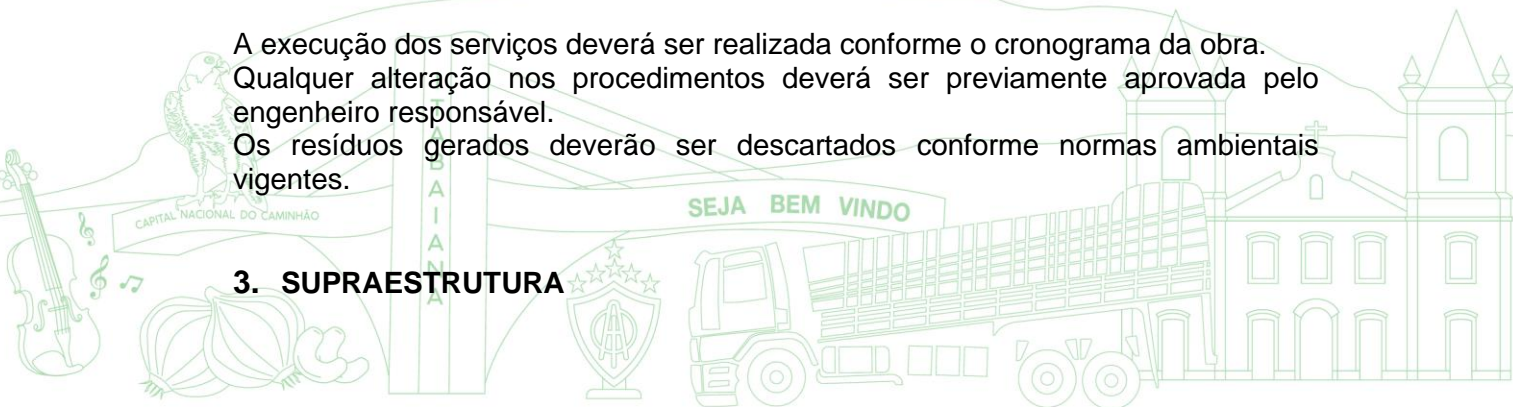 A execução dos serviços deverá ser realizada conforme o cronograma da obra.
Qualquer alteração nos procedimentos deverá ser previamente aprovada pelo
engenheiro responsável.
Os resíduos gerados deverão ser descartados conforme normas ambientais
vigentes.
CAPITAL NACIONAL DO CAMINHÃO
ITABAIANA
SEJA BEM VINDO
3. SUPRAESTRUTURA